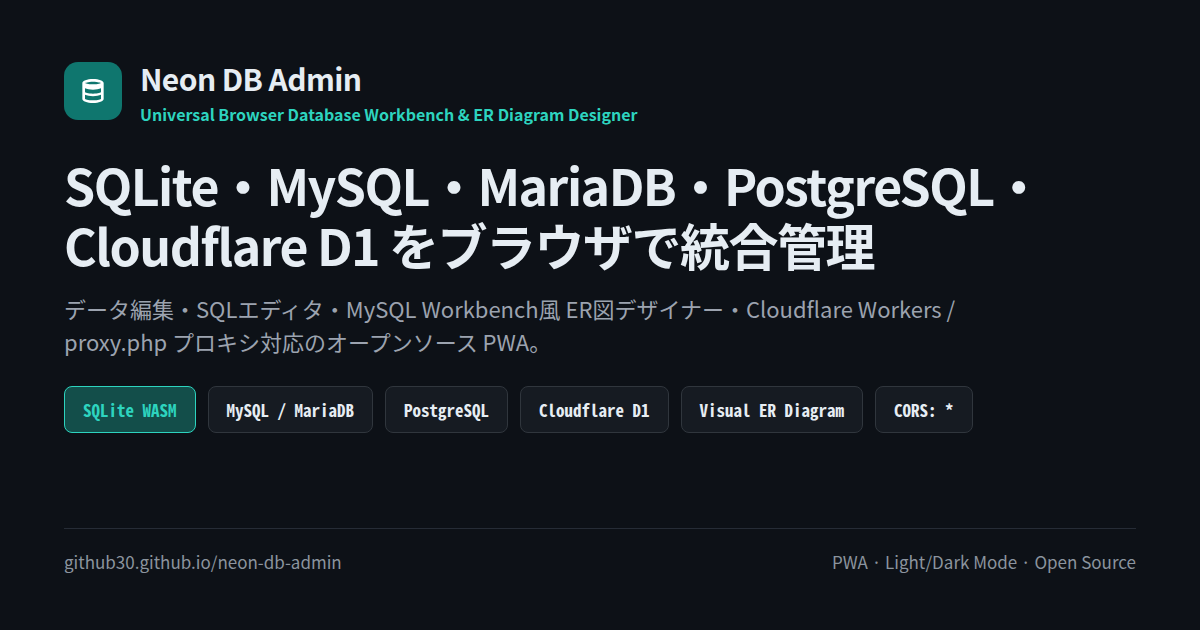 Neon DB Admin
Universal Browser Database Workbench & ER Diagram Designer
SQLite・MySQL・MariaDB・PostgreSQL・
Cloudflare D1 をブラウザで統合管理
データ編集・SQLエディタ・MySQL Workbench風 ER図デザイナー・Cloudflare Workers /
proxy.php プロキシ対応のオープンソース PWA。
SQLite WASM
MySQL / MariaDB
PostgreSQL
Cloudflare D1
Visual ER Diagram
CORS: *
github30.github.io/neon-db-admin
PWA · Light/Dark Mode · Open Source